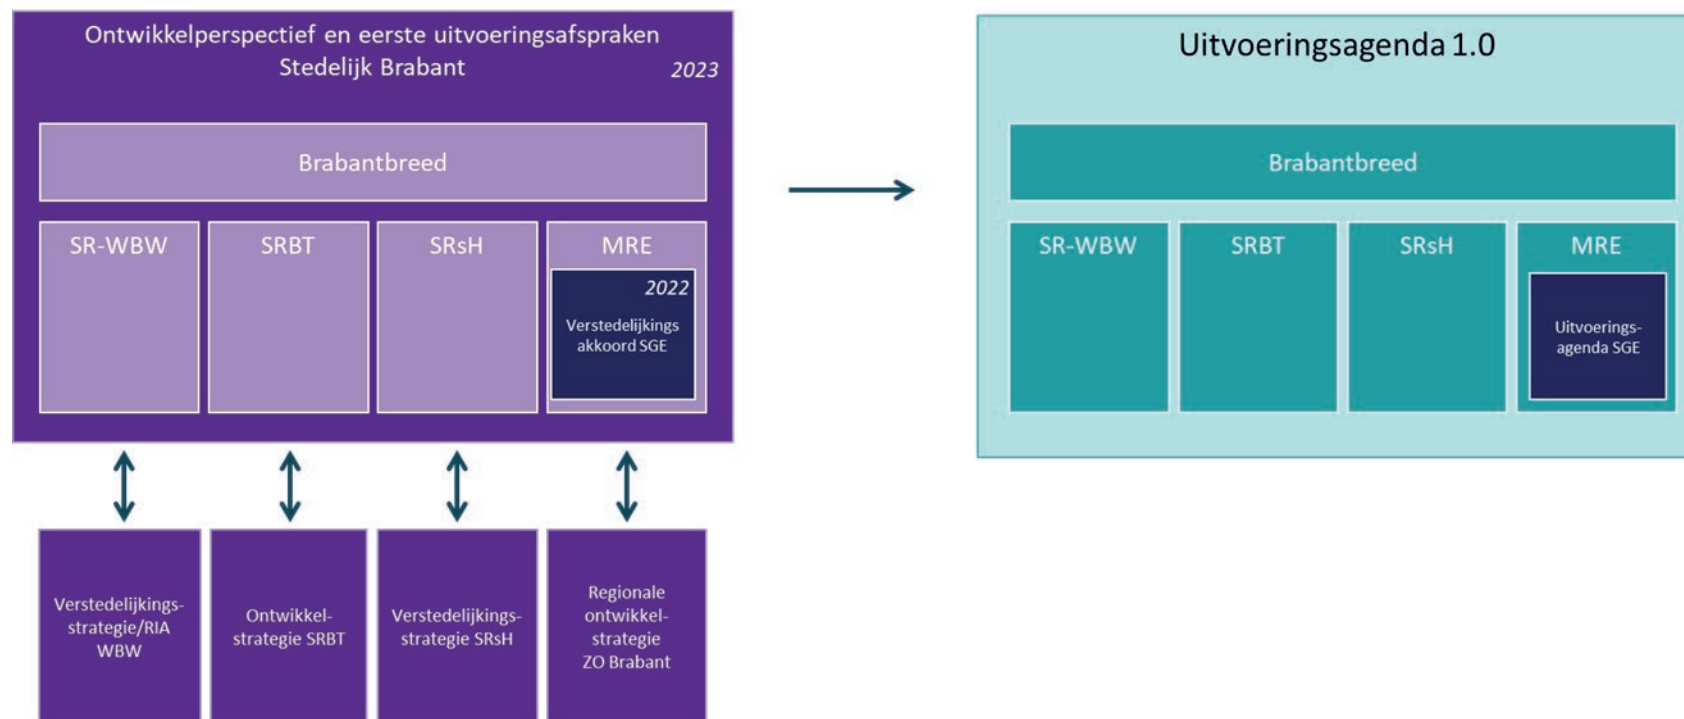 Ontwikkelperspectief en eerste uitvoeringsafspraken
Stedelijk Brabant
2023
Brabantbreed
SR-WBW
SRBT
SRsH
MRE
2022
Verstedelijkings
akkoord SGE
Uitvoeringsagenda 1.0
Brabantbreed
SR-WBW
SRBT
SRsH
MRE
Uitvoerings-
agenda SGE
Verstedelijkings-
strategie/RIA
WBW
Ontwikkel-
strategie SRBT
Verstedelijkings-
strategie SRsH
Regionale
ontwikkel-
strategie
ZO Brabant